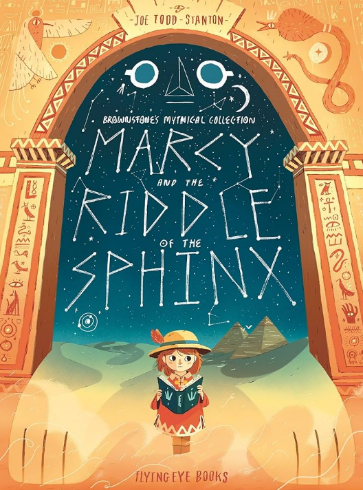 JOE TODD-STANTON
BROWNSTONE'S MYTHICAL COLLECTION
MARCY
AND THE
RIDDLE
OF THE
SPHINX
FLYING EYE BOOKS